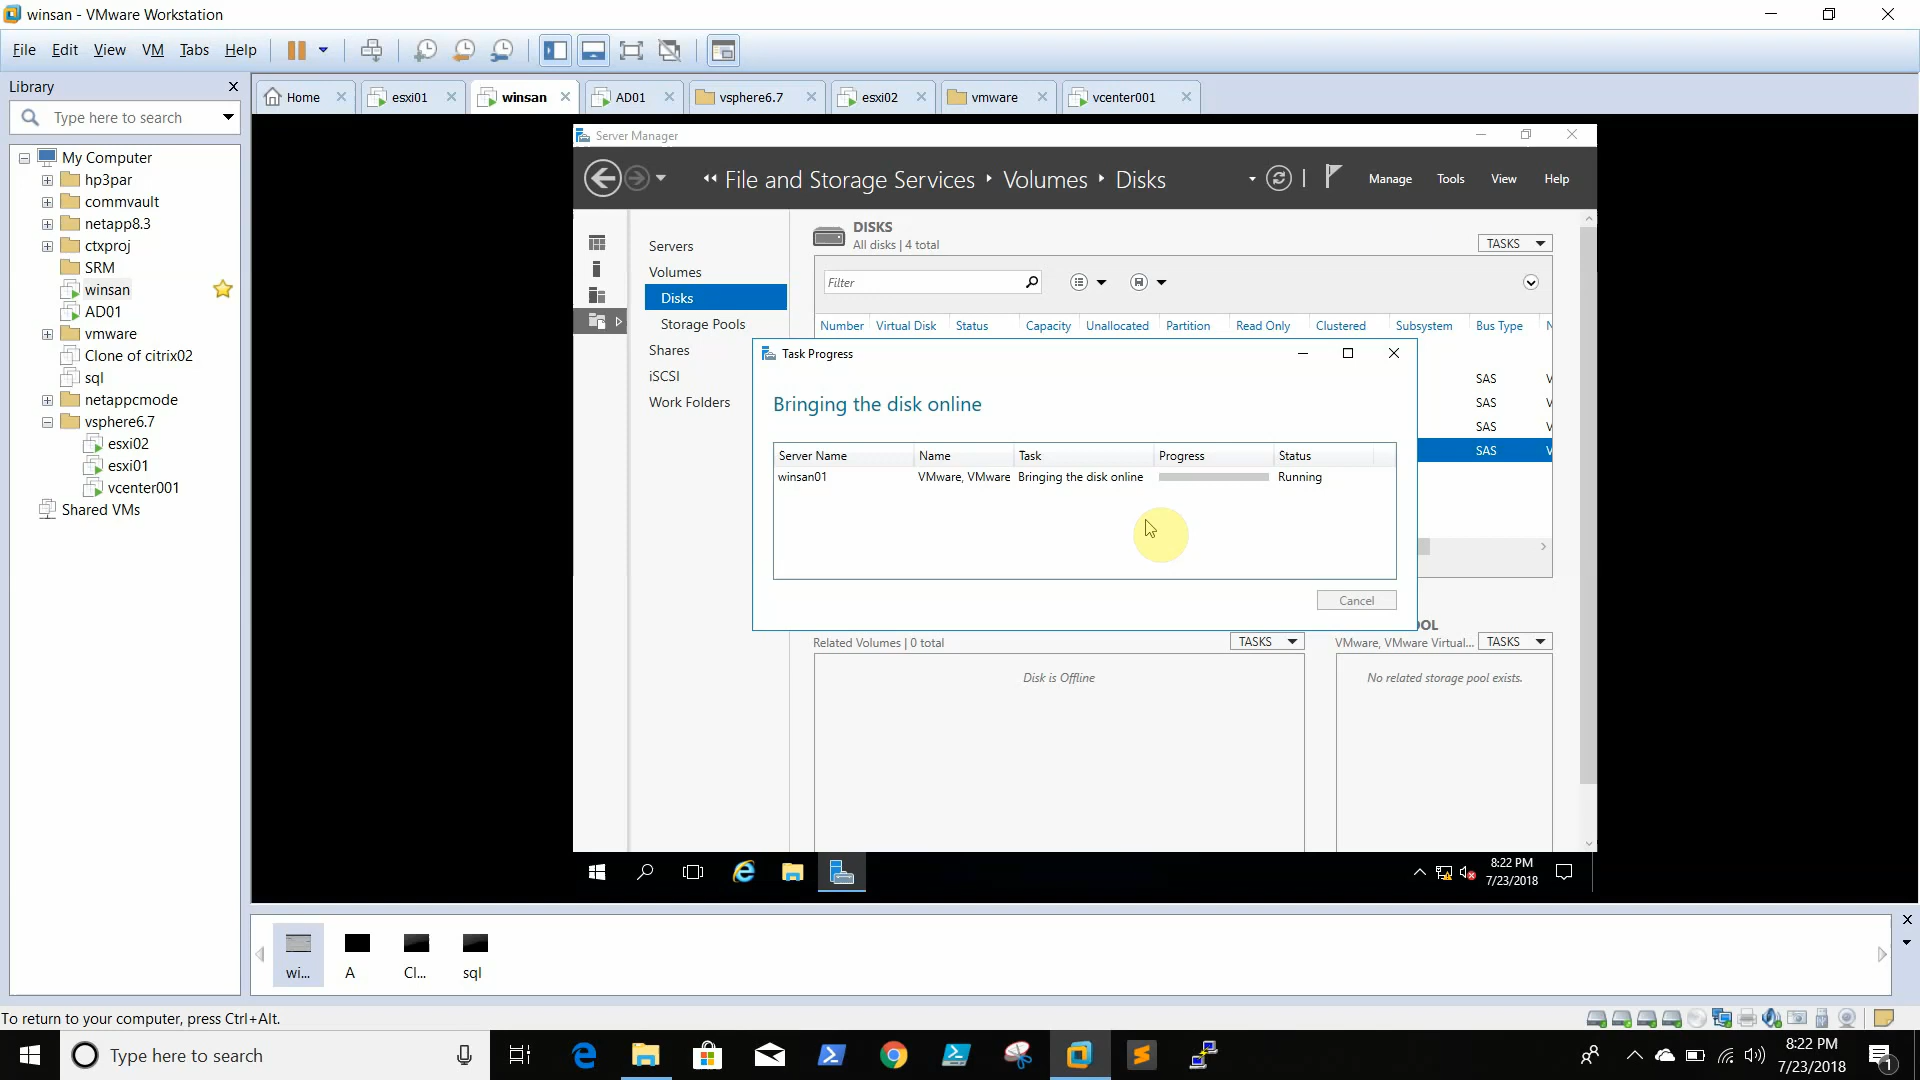 winsan - VMware Workstation
File Edit View VM Tabs Help
Library
Type here to search
My Computer
hp3par
commvault
netapp8.3
ctxproj
SRM
winsan
AD01
vmware
Clone of citrix02
sql
netappcmode
vsphere6.7
esxi02
esxi01
vcenter001
Shared VMs
Home esxi01 winsan AD01 vsphere6.7 esxi02 vmware vcenter001
Server Manager
File and Storage Services Volumes Disks
Manage Tools View Help
Servers
Volumes
Disks
Storage Pools
Shares
iSCSI
Work Folders
DISKS
All disks | 4 total
TASKS
Filter
Number Virtual Disk Status Capacity Unallocated Partition Read Only Clustered Subsystem Bus Type N
SAS V
SAS V
SAS V
SAS V
Task Progress
Bringing the disk online
Server Name Name Task Progress Status
winsan01 VMware, VMware Bringing the disk online Running
Cancel
OOL
Related Volumes | 0 total TASKS
VMware, VMware Virtual... TASKS
Disk is Offline
No related storage pool exists.
8:22 PM
7/23/2018
wi... A Cl... sql
To return to your computer, press Ctrl+Alt.
Type here to search
8:22 PM
7/23/2018
1